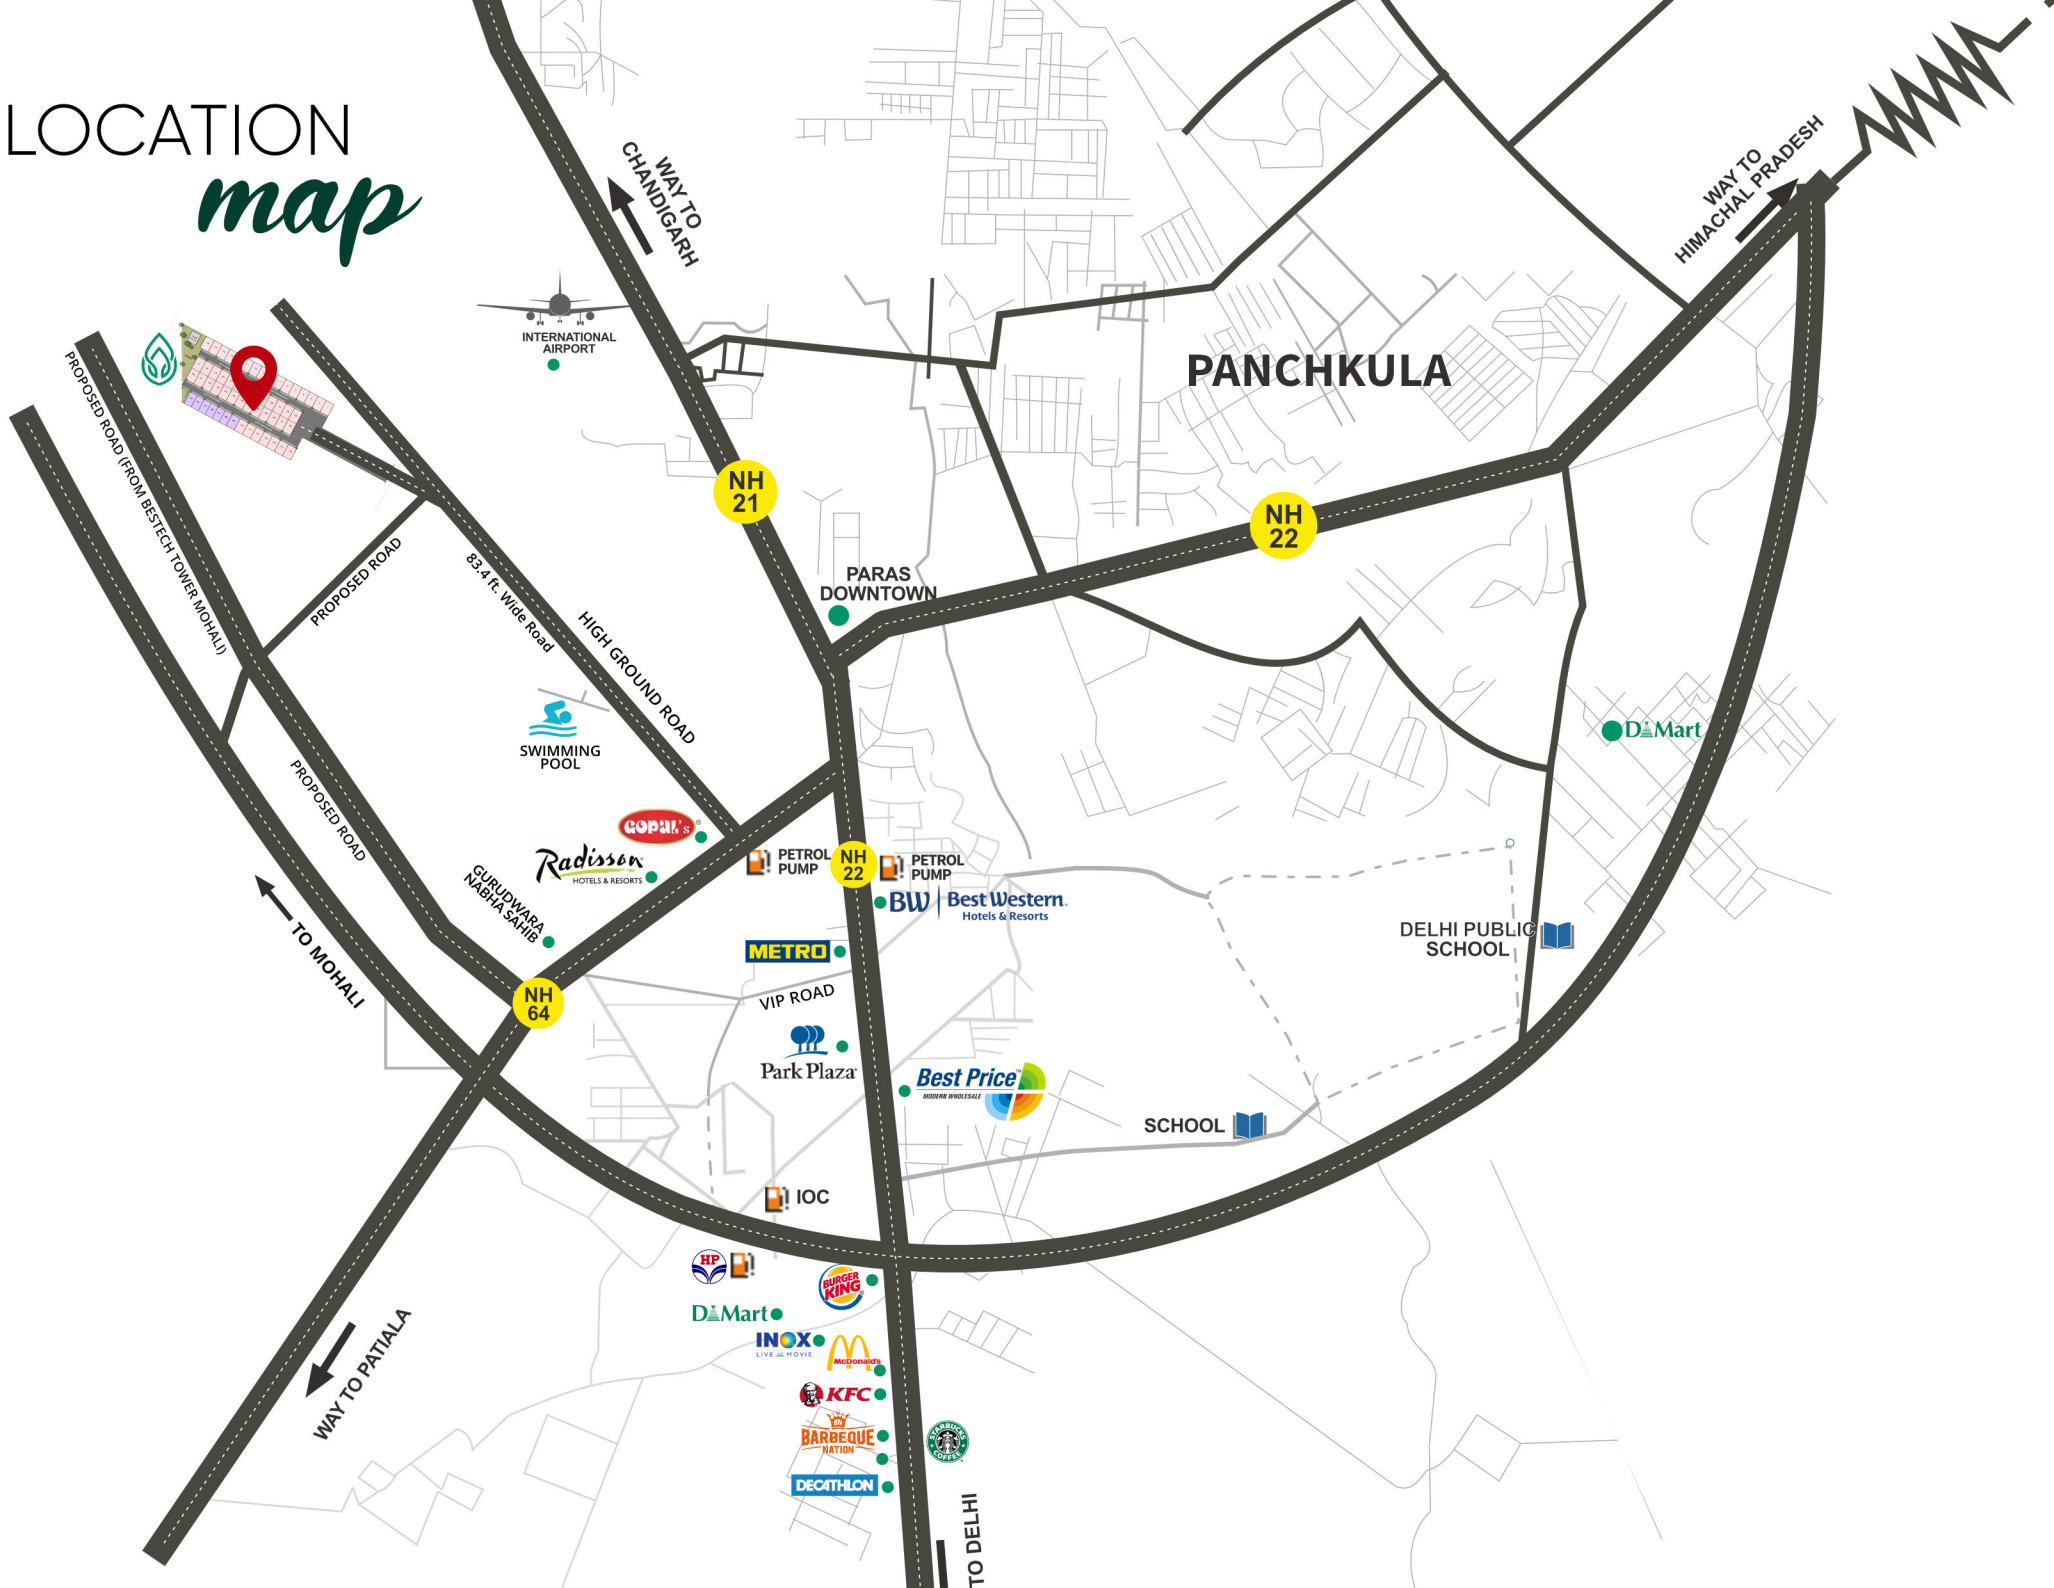 LOCATION
map
WAY TO
CHANDIGARH
WAY TO
HIMACHAL PRADESH
INTERNATIONAL
AIRPORT
PANCHKULA
NH
21
NH
22
PROPOSED ROAD (FROM BESTECH TOWER MOHALI)
PROPOSED ROAD
83.4 ft. Wide Road
HIGH GROUND ROAD
PARAS
DOWNTOWN
SWIMMING
POOL
D Mart
PROPOSED ROAD
GOPAL's
Radisson
HOTELS & RESORTS
PETROL
PUMP
NH
22
PETROL
PUMP
BW Best Western
Hotels & Resorts
GURUDWARA
NABHA SAHIB
TO MOHALI
METRO
DELHI PUBLIC
SCHOOL
NH
64
VIP ROAD
Park Plaza
Best Price
MODERN WHOLESALE
SCHOOL
IOC
HP
BURGER
KING
D Mart
INOX
LIVE the MOVIE
McDonald's
KFC
WAY TO PATIALA
BN
BARBEQUE
NATION
STARBUCKS
COFFEE
DECATHLON
TO DELHI